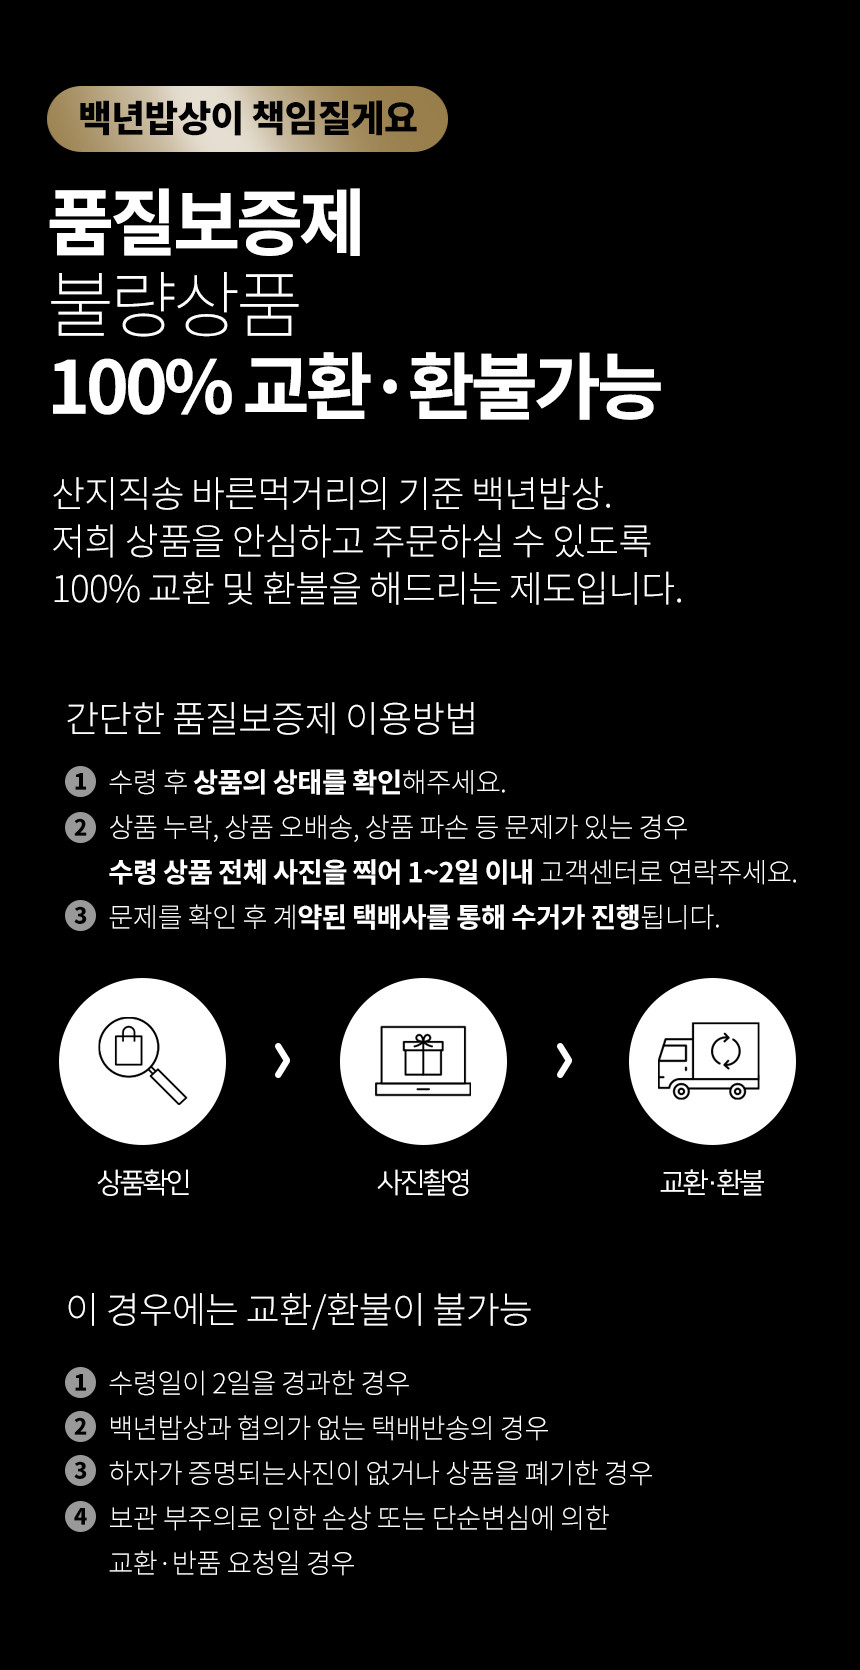 백년밥상이 책임질게요
품질보증제
불량상품
100% 교환·환불가능
산지직송 바른먹거리의 기준 백년밥상.
저희 상품을 안심하고 주문하실 수 있도록
100% 교환 및 환불을 해드리는 제도입니다.
간단한 품질보증제 이용방법
1 수령 후 상품의 상태를 확인해주세요.
2 상품 누락, 상품 오배송, 상품 파손 등 문제가 있는 경우
수령 상품 전체 사진을 찍어 1~2일 이내 고객센터로 연락주세요.
3 문제를 확인 후 계약된 택배사를 통해 수거가 진행됩니다.
상품확인 사진촬영 교환·환불
이 경우에는 교환/환불이 불가능
1 수령일이 2일을 경과한 경우
2 백년밥상과 협의가 없는 택배반송의 경우
3 하자가 증명되는사진이 없거나 상품을 폐기한 경우
4 보관 부주의로 인한 손상 또는 단순변심에 의한
교환·반품 요청일 경우